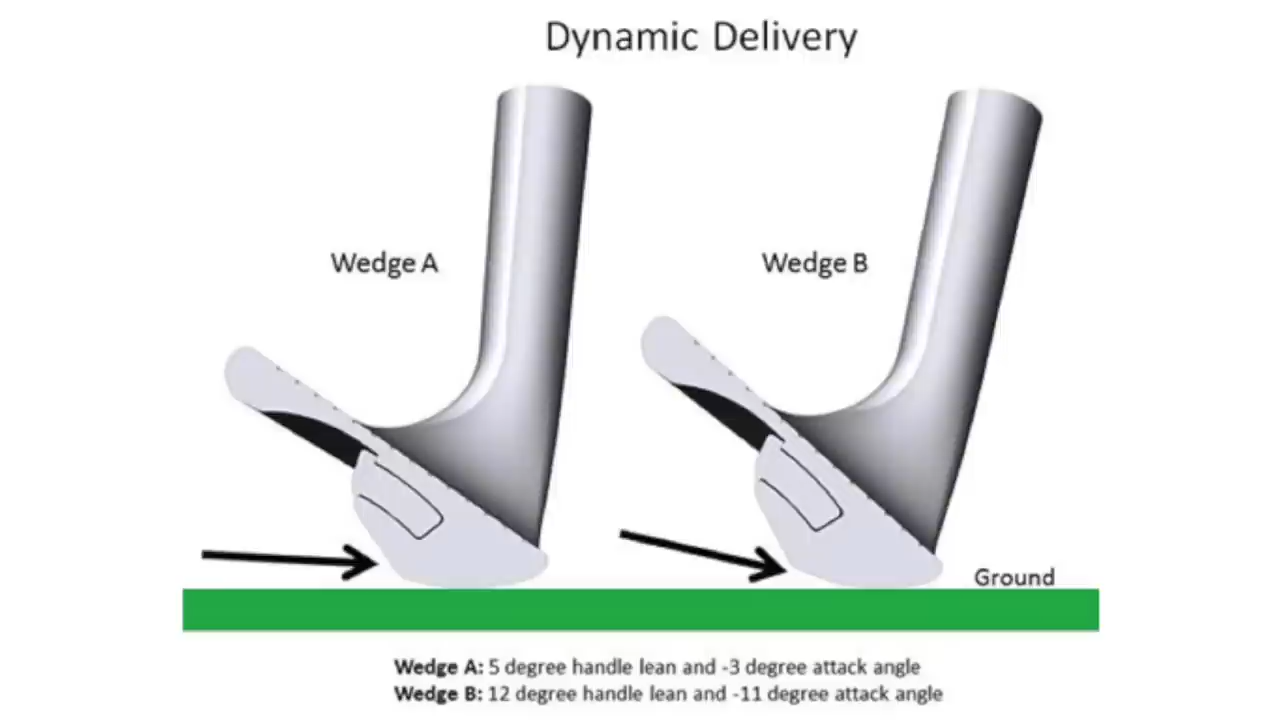 Dynamic Delivery
Wedge A
Wedge B
Ground
Wedge A: 5 degree handle lean and -3 degree attack angle
Wedge B: 12 degree handle lean and -11 degree attack angle